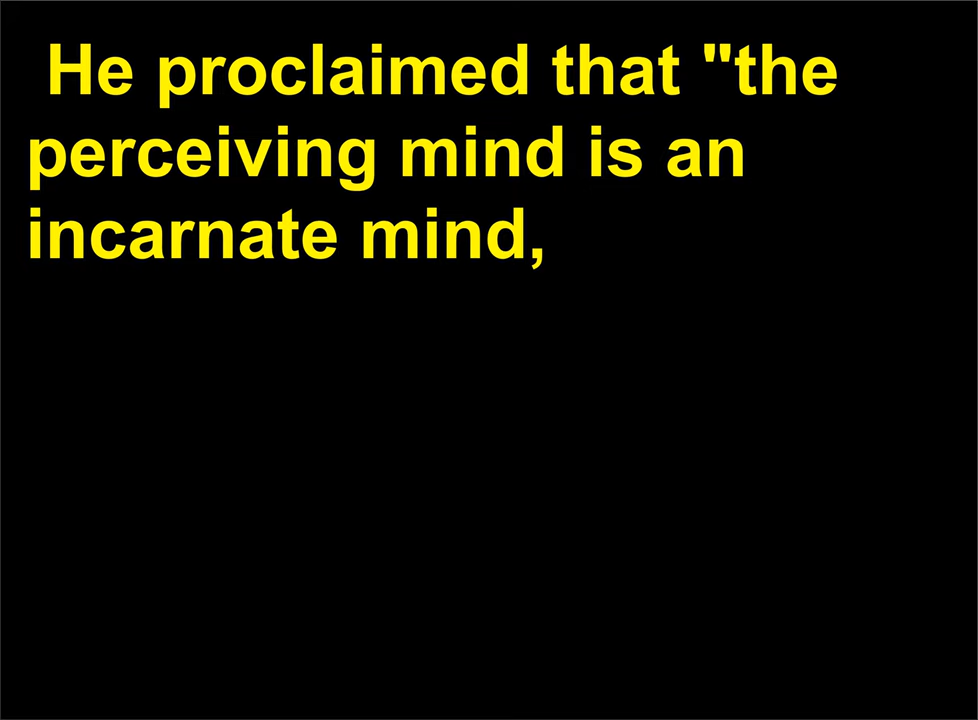 He proclaimed that "the
perceiving mind is an
incarnate mind,